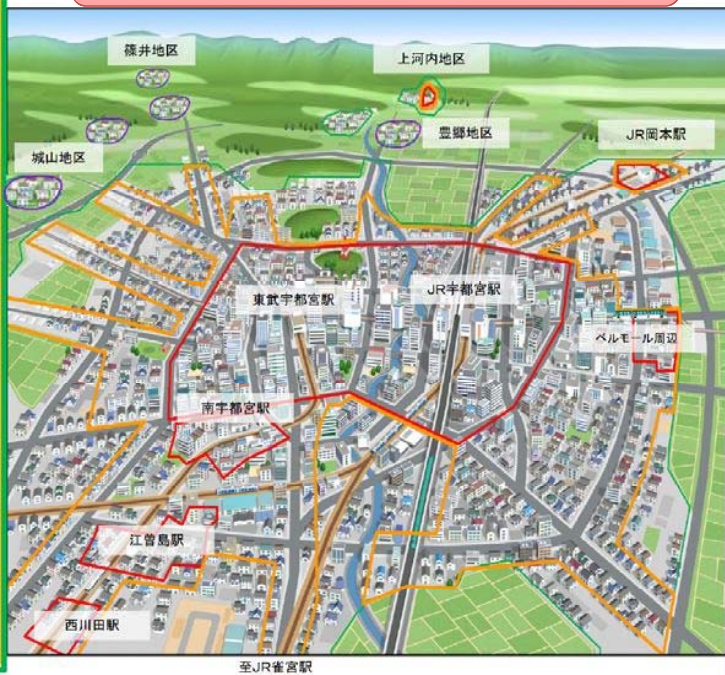 篠井地区
上河内地区
城山地区
豊郷地区
JR岡本駅
東武宇都宮駅
JR宇都宮駅
ベルモール周辺
南宇都宮駅
江曽島駅
西川田駅
至JR雀宮駅